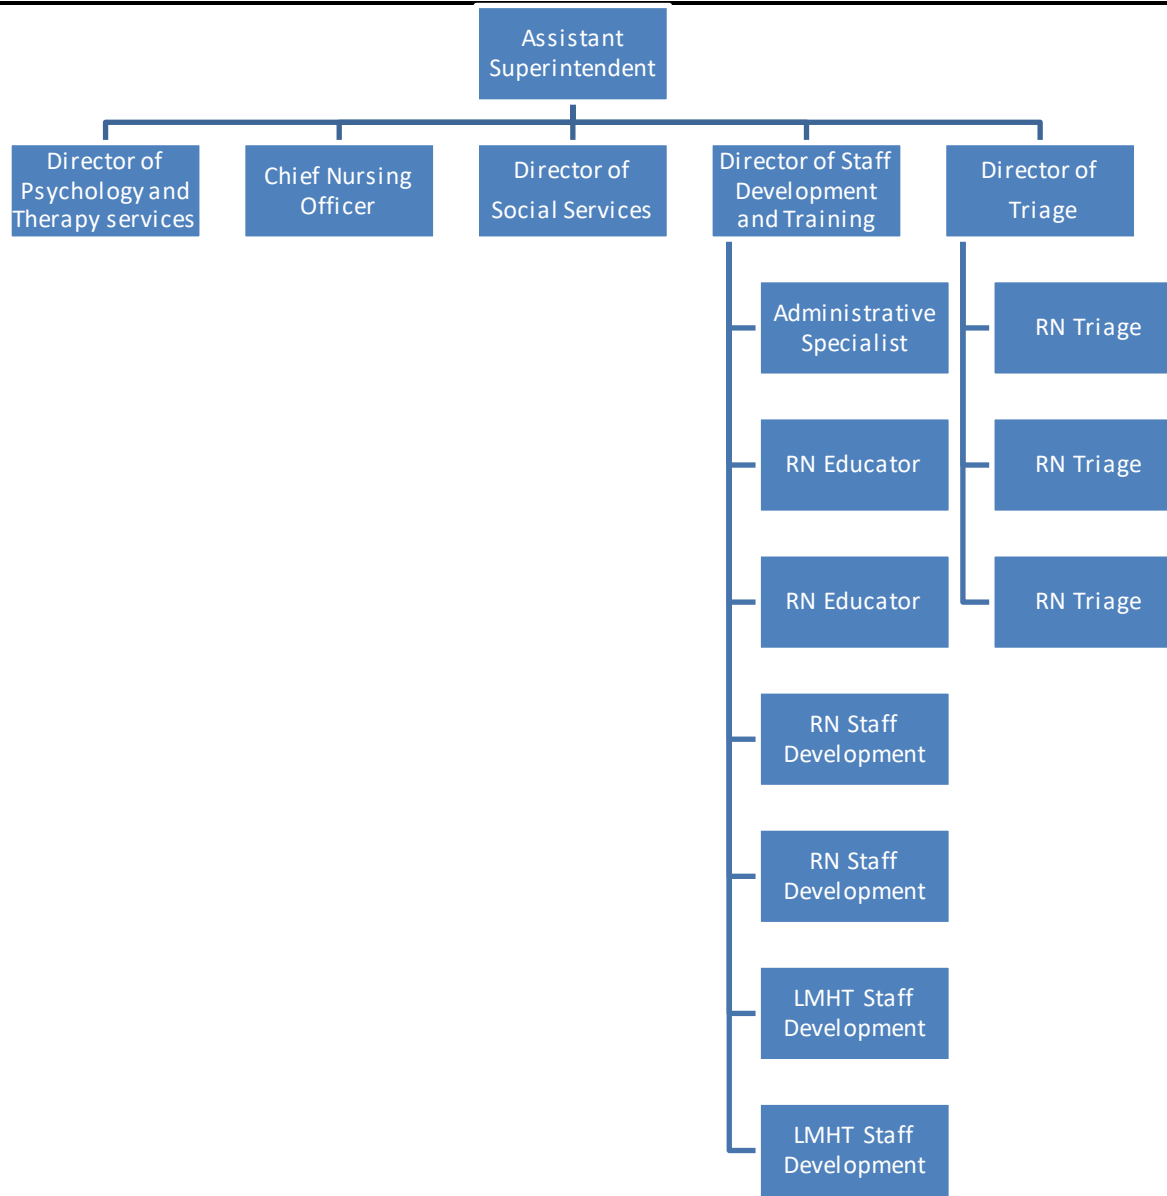 Assistant
Superintendent
Director of
Psychology and
Therapy services
Chief Nursing
Officer
Director of
Social Services
Director of Staff
Development
and Training
Director of
Triage
Administrative
Specialist
RN Educator
RN Educator
RN Staff
Development
RN Staff
Development
LMHT Staff
Development
LMHT Staff
Development
RN Triage
RN Triage
RN Triage